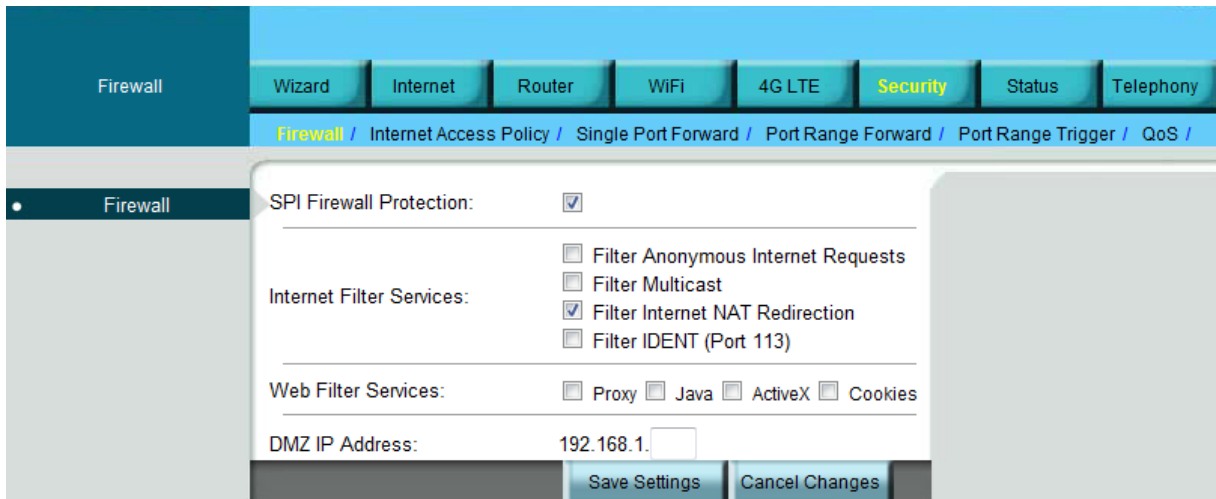 Firewall
Wizard Internet Router WiFi 4G LTE Security Status Telephony
Firewall / Internet Access Policy / Single Port Forward / Port Range Forward / Port Range Trigger / QoS /
Firewall
SPI Firewall Protection:
Filter Anonymous Internet Requests
Filter Multicast
Internet Filter Services:
Filter Internet NAT Redirection
Filter IDENT (Port 113)
Web Filter Services: Proxy Java ActiveX Cookies
DMZ IP Address: 192.168.1.
Save Settings Cancel Changes